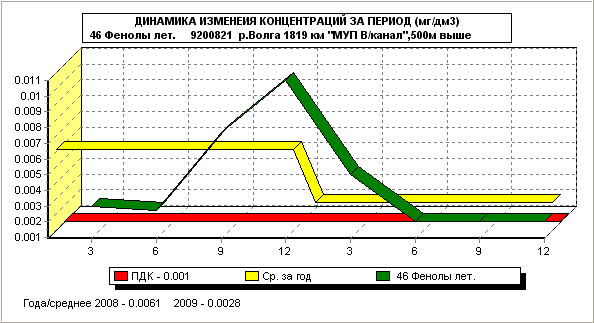 ДИНАМИКА ИЗМЕНЕИЯ КОНЦЕНТРАЦИЙ ЗА ПЕРИОД (мг/дм3)
46 Фенолы лет. 9200821 р.Волга 1819 км "МУП В/канал",500м выше
0.011
0.01
0.009
0.008
0.007
0.006
0.005
0.004
0.003
0.002
0.001
3 6 9 12 3 6 9 12
ПДК - 0.001 Ср. за год 46 Фенолы лет.
Года/среднее 2008 - 0.0061 2009 - 0.0028